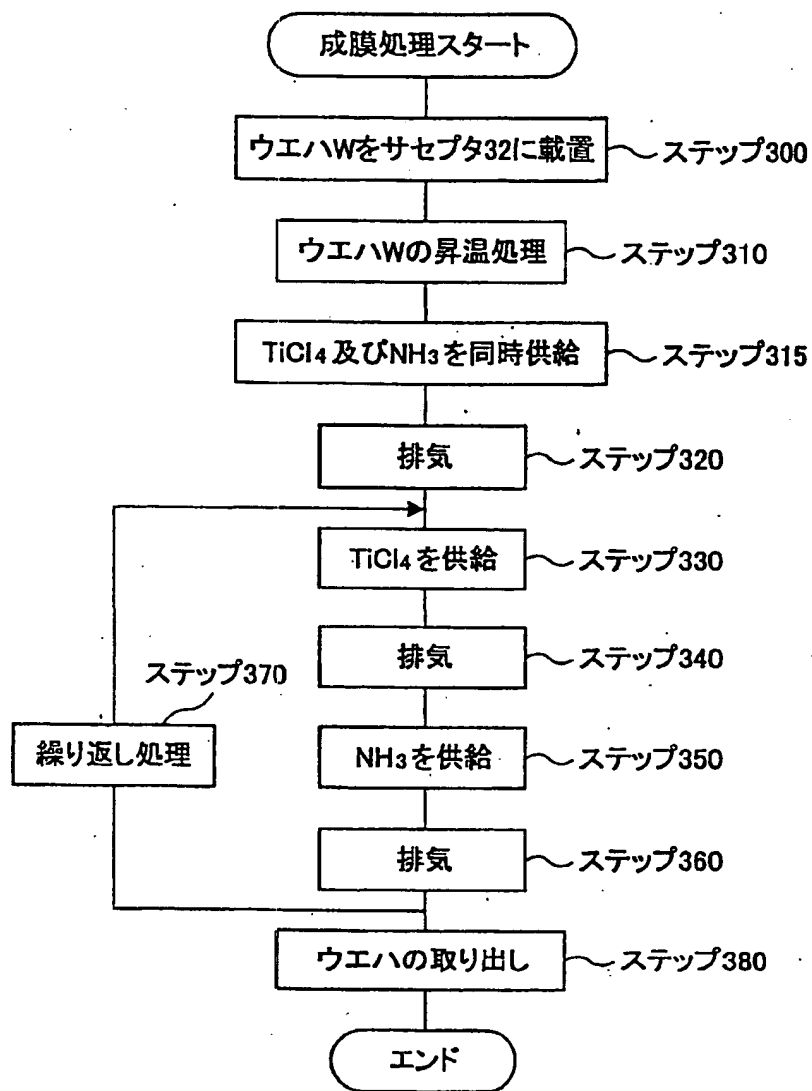 成膜処理スタート
ウエハWをサセプタ32に載置 ステップ300
ウエハWの昇温処理 ステップ310
TiCl₄及びNH₃を同時供給 ステップ315
排気 ステップ320
TiCl₄を供給 ステップ330
排気 ステップ340
ステップ370
繰り返し処理
NH₃を供給 ステップ350
排気 ステップ360
ウエハの取り出し ステップ380
エンド